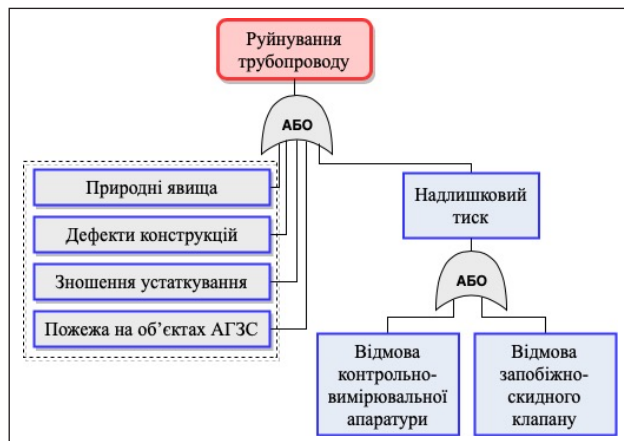 Руйнування
трубопроводу
АБО
Природні явища
Дефекти конструкцій
Зношення устаткування
Пожежа на об’єктах АГЗС
Надлишковий
тиск
АБО
Відмова
контрольно-
вимірювальної
апаратури
Відмова
запобіжно-
скидного
клапану